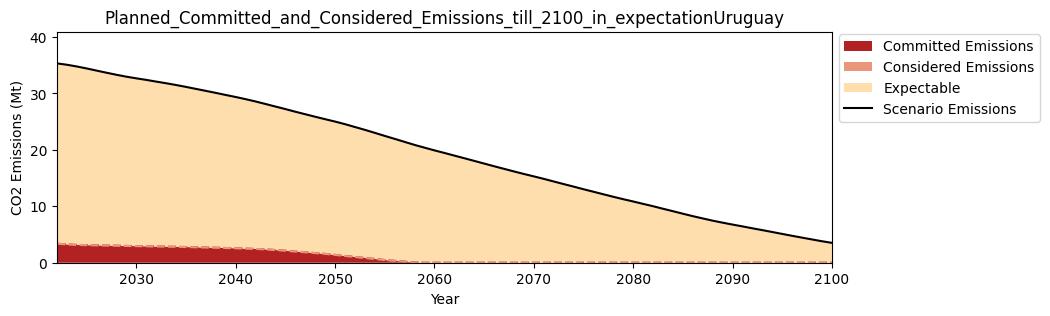 Planned_Committed_and_Considered_Emissions_till_2100_in_expectationUruguay
CO2 Emissions (Mt)
40
30
20
10
0
2030 2040 2050 2060 2070 2080 2090 2100
Year
Committed Emissions
Considered Emissions
Expectable
Scenario Emissions